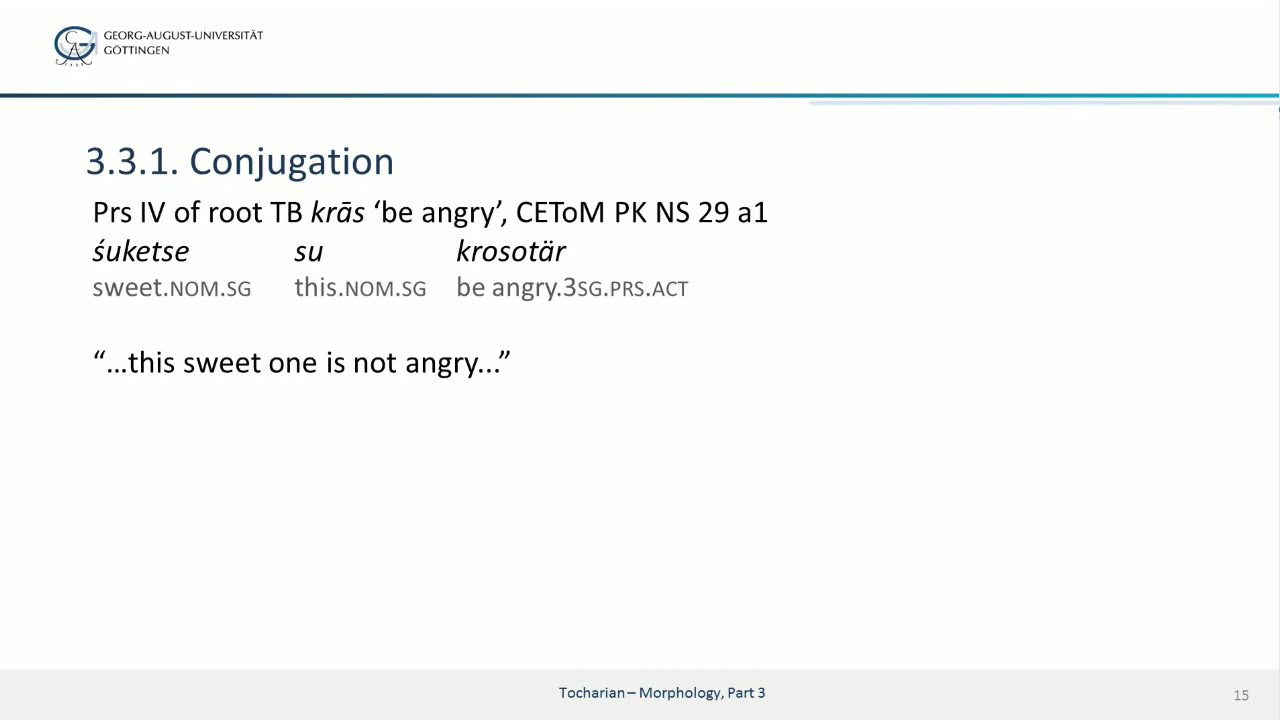 GEORG-AUGUST-UNIVERSITÄT
GÖTTINGEN
3.3.1. Conjugation
Prs IV of root TB krās ‘be angry’, CEToM PK NS 29 a1
śuketse su krosotär
sweet.NOM.SG this.NOM.SG be angry.3SG.PRS.ACT
“…this sweet one is not angry...”
Tocharian – Morphology, Part 3
15